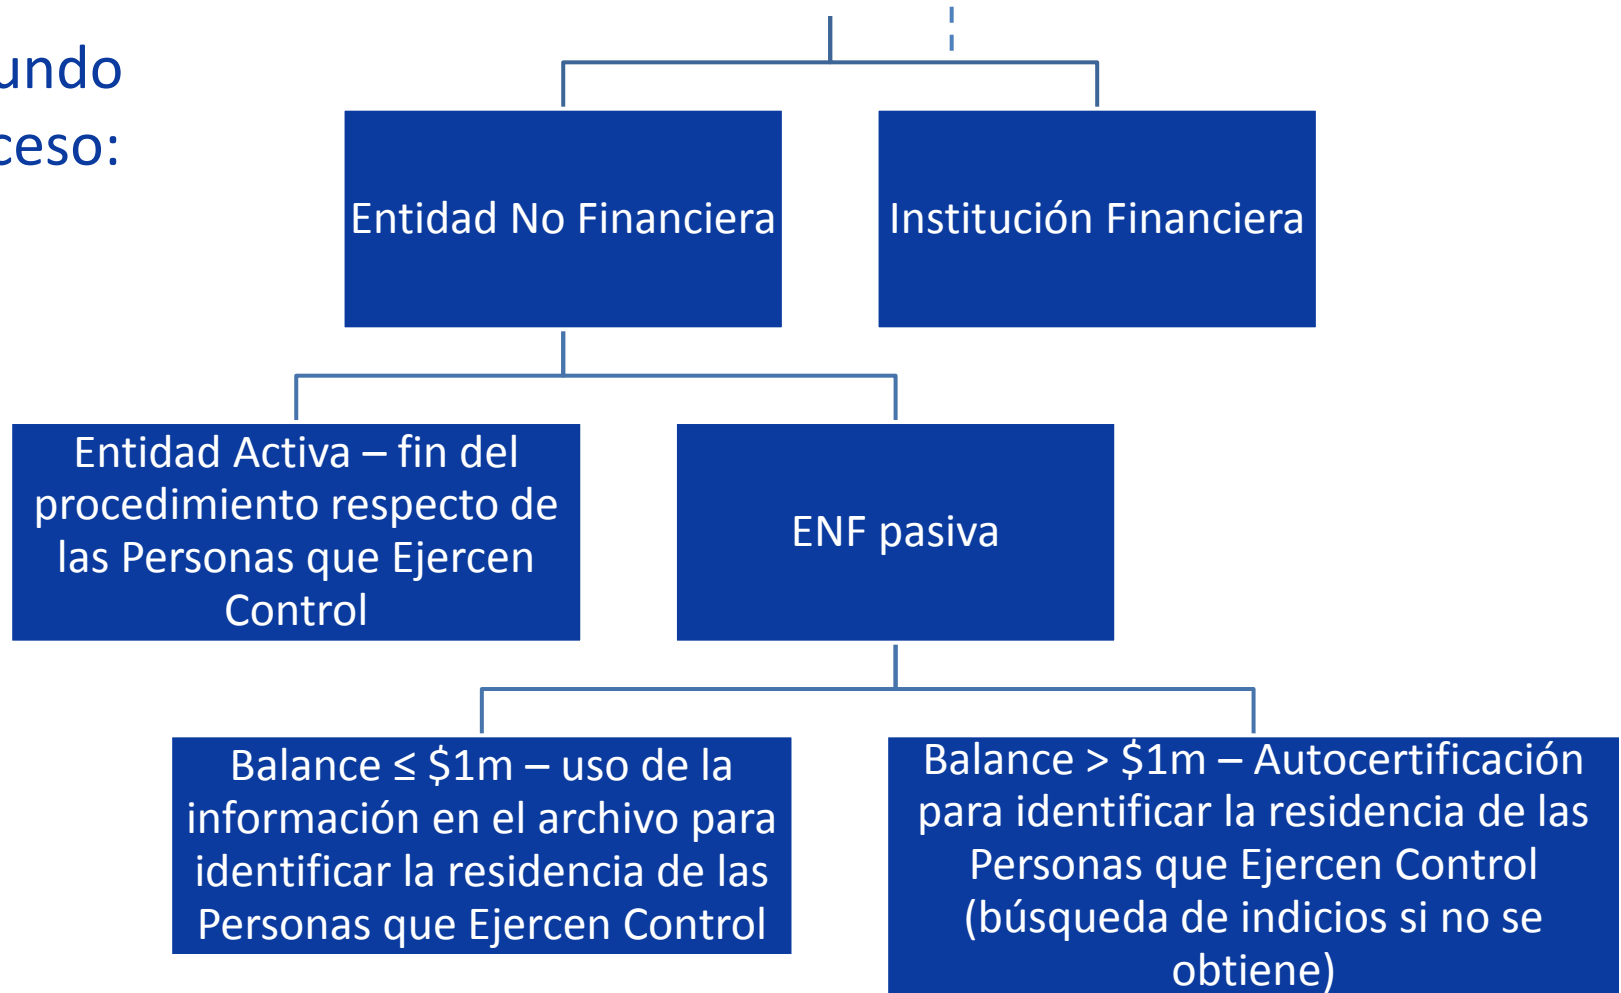 undo
ceso:
Entidad No Financiera
Institución Financiera
Entidad Activa – fin del
procedimiento respecto de
las Personas que Ejercen
Control
ENF pasiva
Balance ≤ $1m – uso de la
información en el archivo para
identificar la residencia de las
Personas que Ejercen Control
Balance > $1m – Autocertificación
para identificar la residencia de las
Personas que Ejercen Control
(búsqueda de indicios si no se
obtiene)